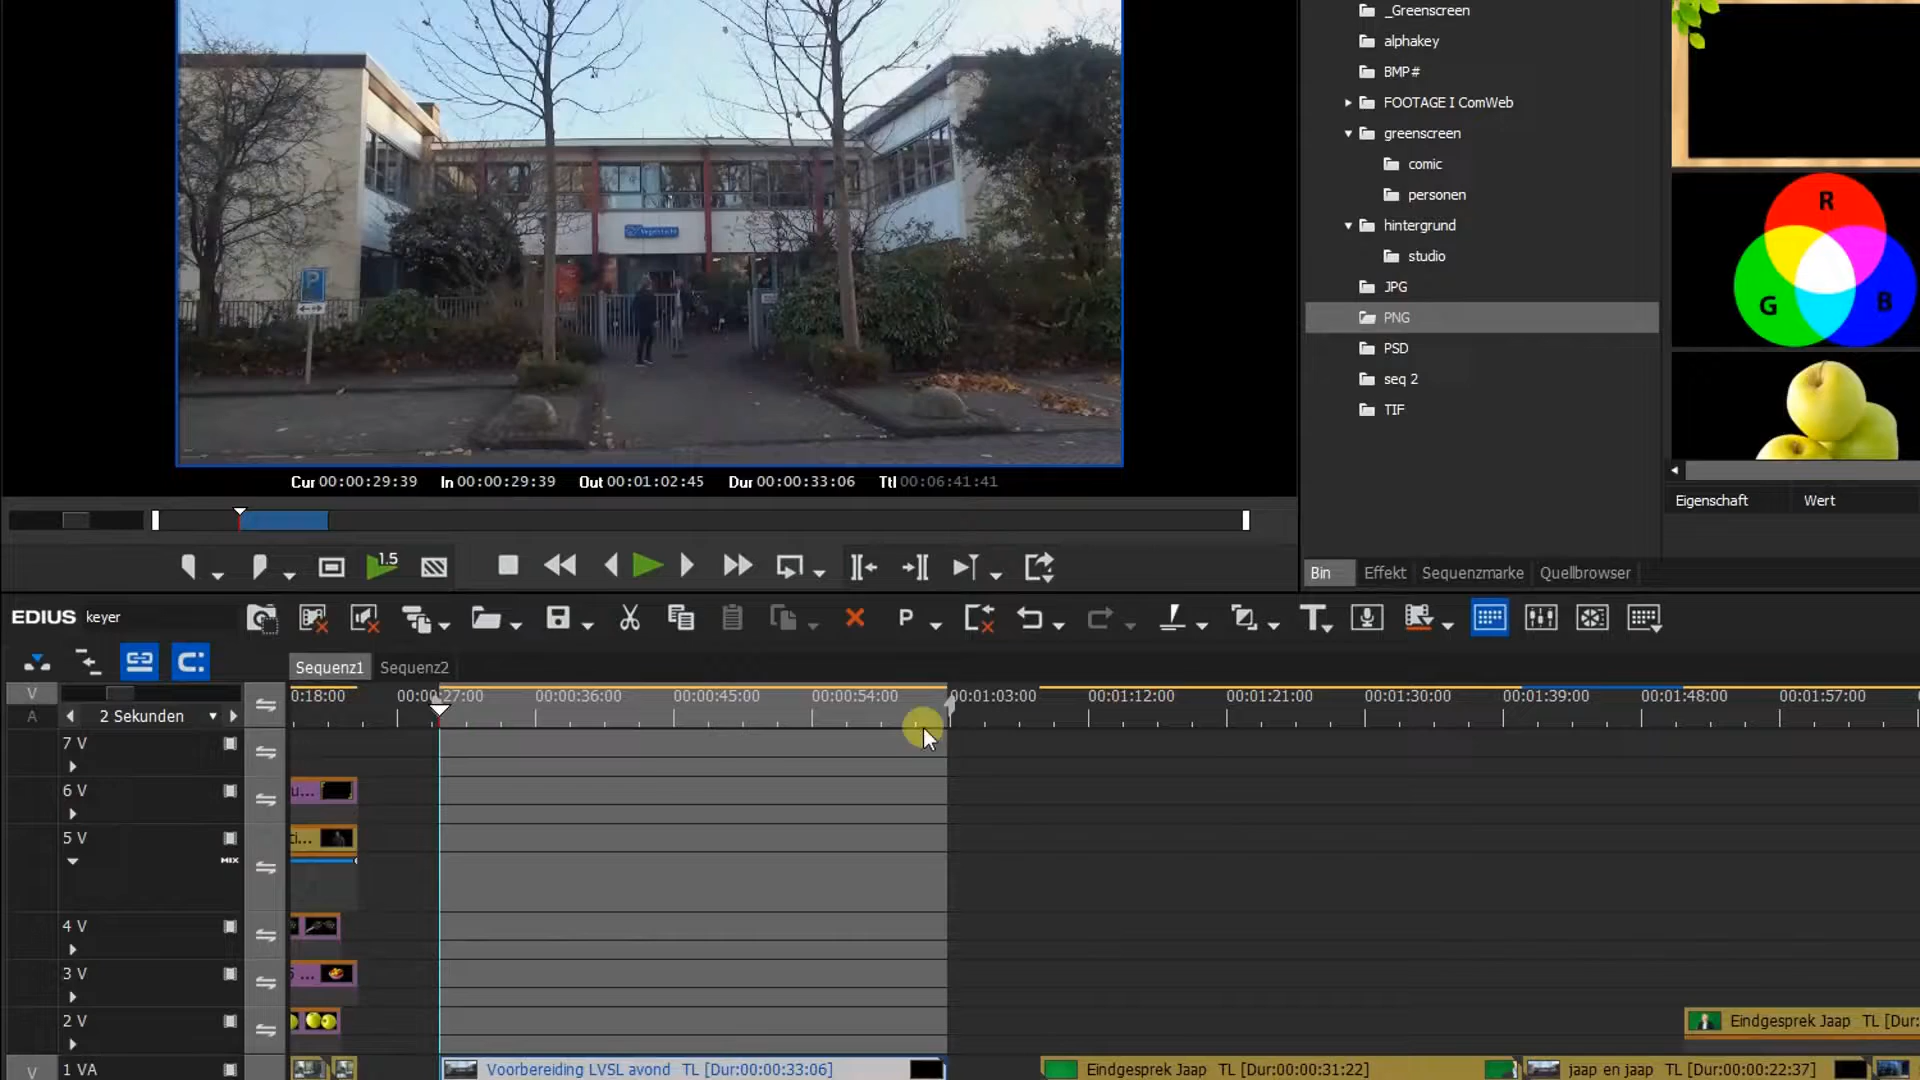 _Greenscreen
alphakey
BMP#
FOOTAGE I ComWeb
greenscreen
comic
personen
hintergrund
studio
JPG
PNG
PSD
seq 2
TIF
R
G
B
P
Cur 00:00:29:39 In 00:00:29:39 Out 00:01:02:45 Dur 00:00:33:06 Ttl 00:06:41:41
Eigenschaft Wert
1.5
Bin Effekt Sequenzmarke Quellbrowser
EDIUS keyer
P
T
Sequenz1 Sequenz2
V
0:18:00 00:00:27:00 00:00:36:00 00:00:45:00 00:00:54:00 00:01:03:00 00:01:12:00 00:01:21:00 00:01:30:00 00:01:39:00 00:01:48:00 00:01:57:00
A
2 Sekunden
7 V
6 V
u...
5 V
ti...
MIX
4 V
3 V
...
2 V
Eindgesprek Jaap TL [Dur:
V
1 VA
Voorbereiding LVSL avond TL [Dur:00:00:33:06]
Eindgesprek Jaap TL [Dur:00:00:31:22]
jaap en jaap TL [Dur:00:00:22:37]